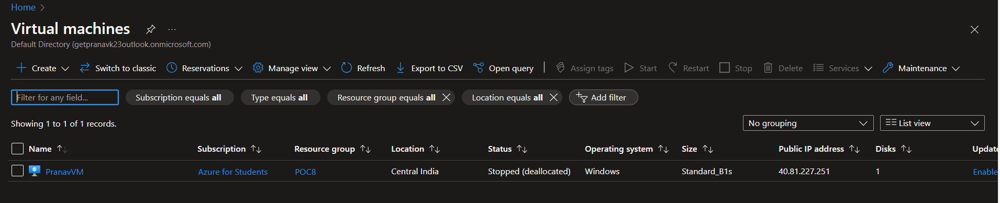 Home >
Virtual machines ...
Default Directory (getpranavk23outlook.onmicrosoft.com)
Create Switch to classic Reservations Manage view Refresh Export to CSV Open query Assign tags Start Restart Stop Delete Services Maintenance
Filter for any field... Subscription equals all Type equals all Resource group equals all Location equals all Add filter
Showing 1 to 1 of 1 records. No grouping List view
Name Subscription Resource group Location Status Operating system Size Public IP address Disks Update
PranavVM Azure for Students POC8 Central India Stopped (deallocated) Windows Standard_B1s 40.81.227.251 1 Enable